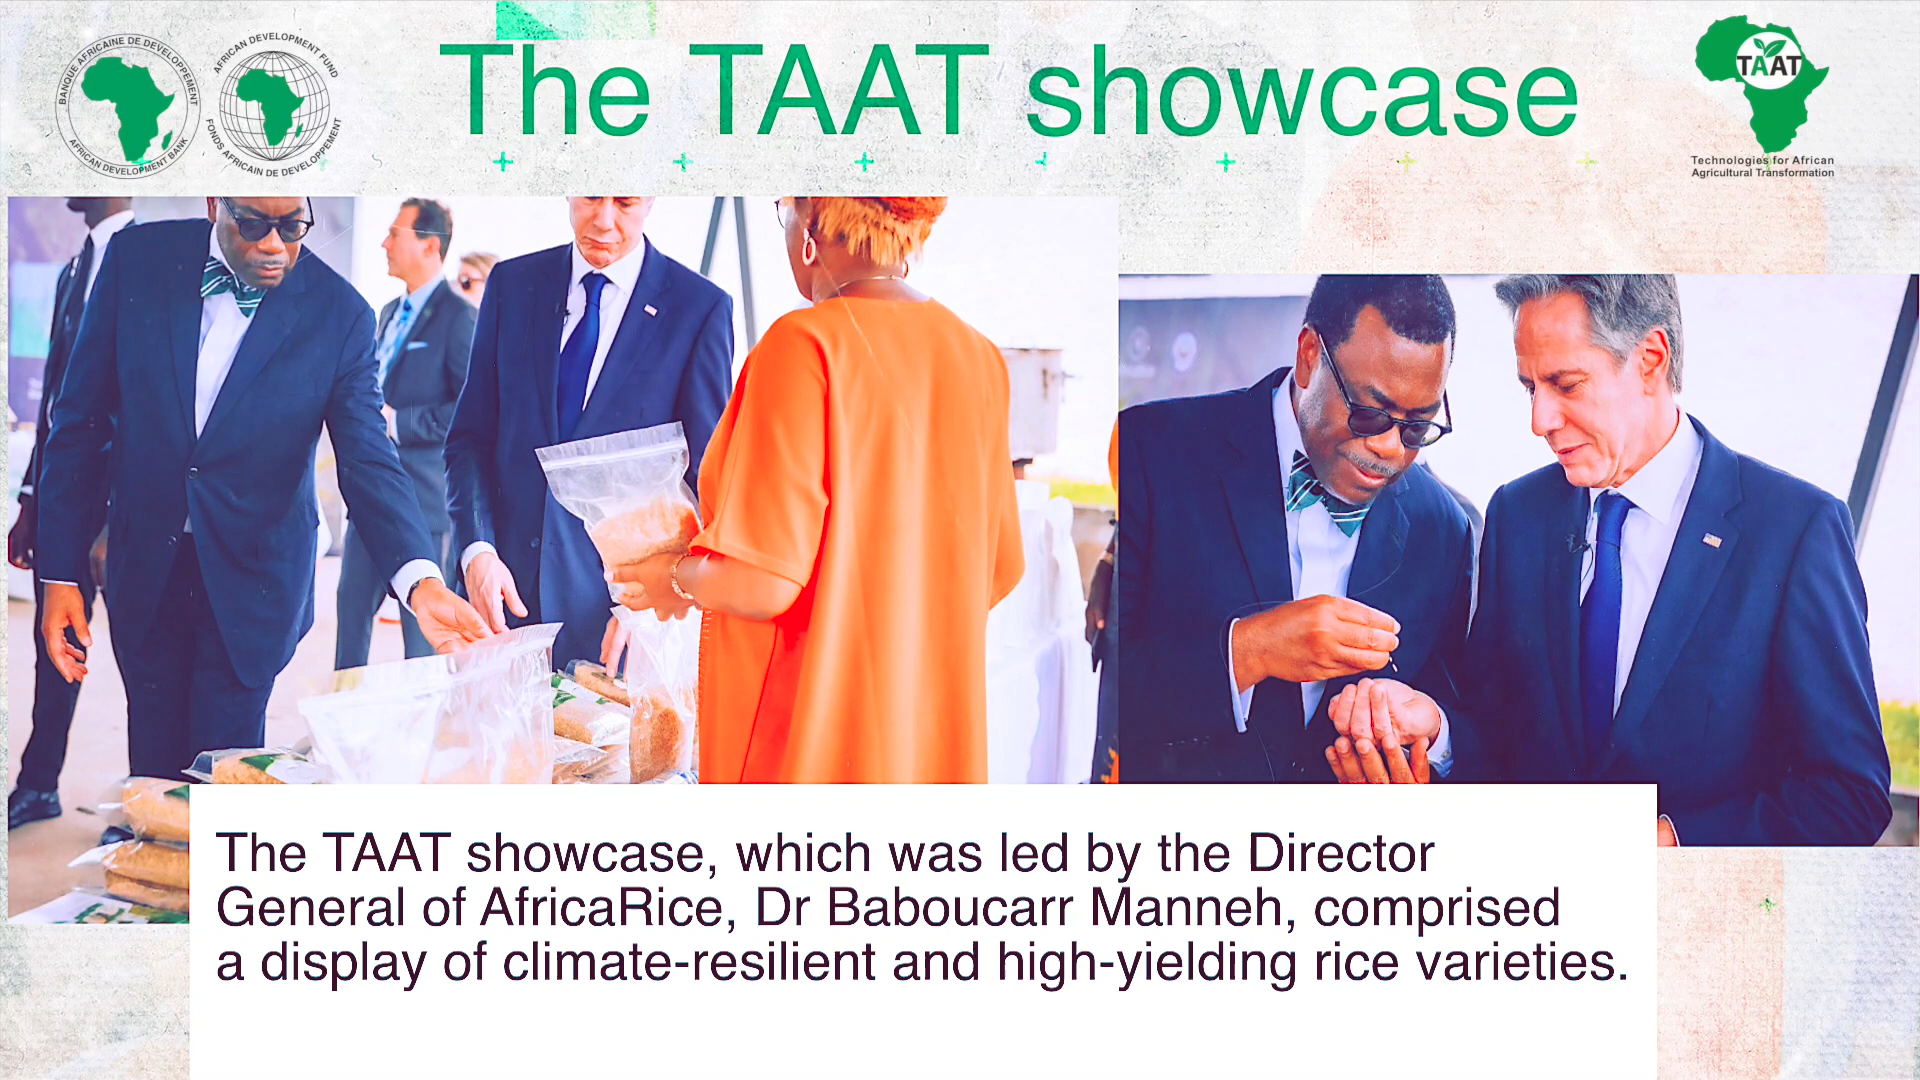 BANQUE AFRICAINE DE DEVELOPPEMENT
AFRICAN DEVELOPMENT BANK
AFRICAN DEVELOPMENT FUND
FONDS AFRICAIN DE DEVELOPPEMENT
The TAAT showcase
TAAT
Technologies for African
Agricultural Transformation
The TAAT showcase, which was led by the Director
General of AfricaRice, Dr Baboucarr Manneh, comprised
a display of climate-resilient and high-yielding rice varieties.